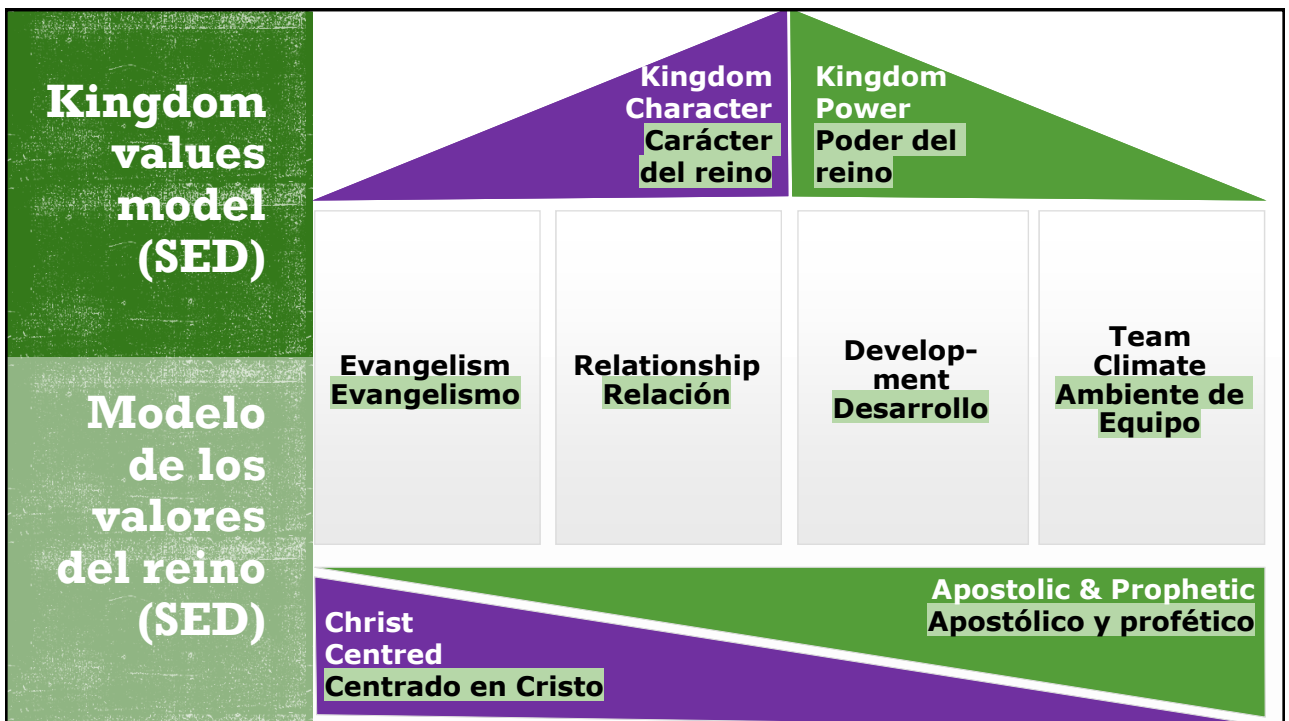 Kingdom
values
model
(SED)
Modelo
de los
valores
del reino
(SED)
Kingdom
Character
Carácter
del reino
Kingdom
Power
Poder del
reino
Evangelism
Evangelismo
Relationship
Relación
Develop-
ment
Desarrollo
Team
Climate
Ambiente de
Equipo
Christ
Centred
Centrado en Cristo
Apostolic & Prophetic
Apostólico y profético